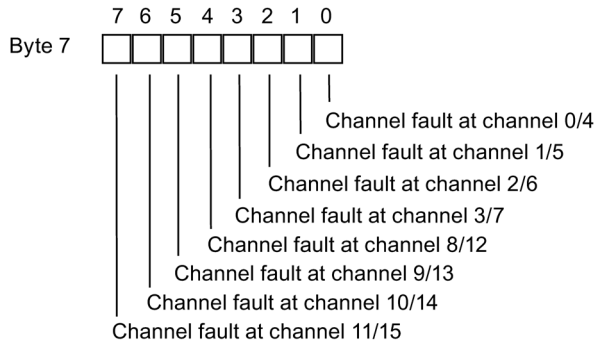 7 6 5 4 3 2 1 0
Byte 7
Channel fault at channel 0/4
Channel fault at channel 1/5
Channel fault at channel 2/6
Channel fault at channel 3/7
Channel fault at channel 8/12
Channel fault at channel 9/13
Channel fault at channel 10/14
Channel fault at channel 11/15